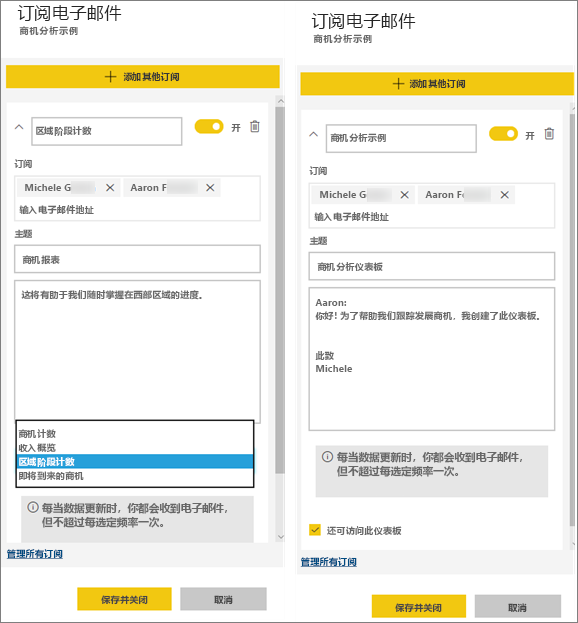 订阅电子邮件
商机分析示例
添加其他订阅
区域阶段计数
开
订阅
Michele G
Aaron F
输入电子邮件地址
主题
商机报表
这将有助于我们随时掌握在西部区域的进度。
商机计数
收入概览
区域阶段计数
即将到来的商机
每当数据更新时，你都会收到电子邮件，
但不超过每选定频率一次。
管理所有订阅
保存并关闭
取消
订阅电子邮件
商机分析示例
添加其他订阅
商机分析示例
开
订阅
Michele G
Aaron F
输入电子邮件地址
主题
商机分析仪表板
Aaron:
你好! 为了帮助我们跟踪发展商机，我创建了此仪表板。
此致
Michele
每当数据更新时，你都会收到电子邮件，
但不超过每选定频率一次。
还可访问此仪表板
管理所有订阅
保存并关闭
取消